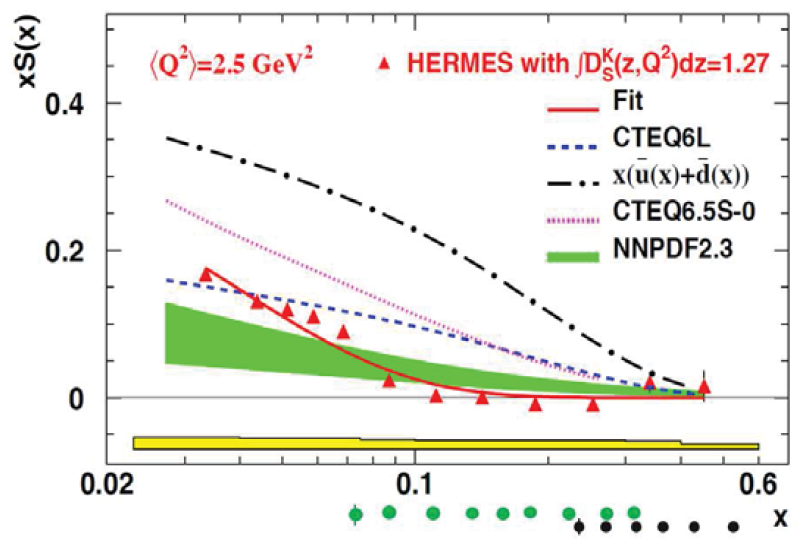 xS(x)
⟨Q²⟩=2.5 GeV²
▲ HERMES with ∫D_S^K(z,Q²)dz=1.27
Fit
CTEQ6L
x(ū(x)+d̄(x))
CTEQ6.5S-0
NNPDF2.3
0.4
0.2
0
0.02 0.1 0.6
x